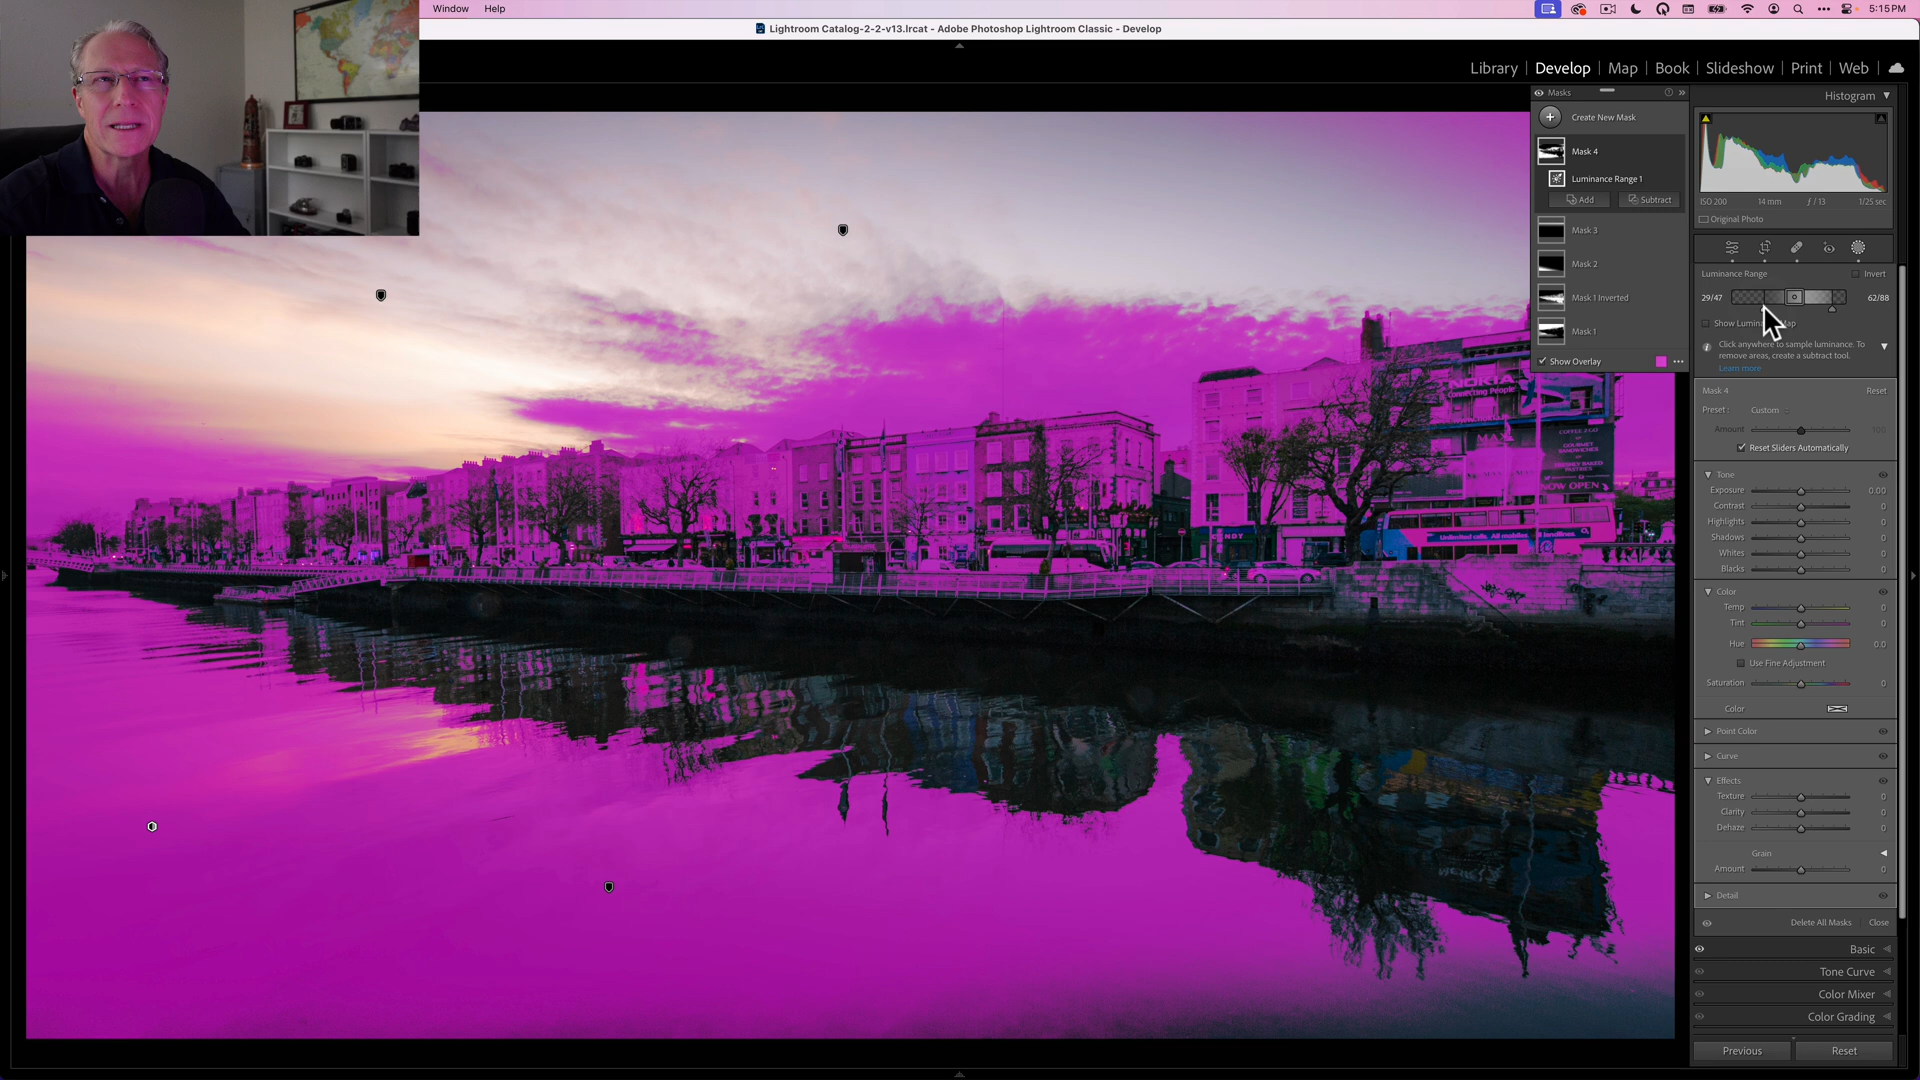 Window Help
5:15PM
Lightroom Catalog-2-2-v13.lrcat - Adobe Photoshop Lightroom Classic - Develop
Library | Develop | Map | Book | Slideshow | Print | Web
Masks
Create New Mask
Mask 4
Luminance Range 1
Add Subtract
Mask 3
Mask 2
Mask 1 Inverted
Mask 1
Show Overlay
Histogram
ISO 200 14 mm ƒ / 13 1/25 sec
Original Photo
Luminance Range Invert
29/47 62/88
Show
Click anywhere to sample luminance. To
remove areas, create a subtract tool.
Learn more
Mask 4 Reset
Preset : Custom
Amount 100
Reset Sliders Automatically
Tone
Exposure 0.00
Contrast 0
Highlights 0
Shadows 0
Whites 0
Blacks 0
Color
Temp 0
Tint 0
Hue 0.0
Use Fine Adjustment
Saturation 0
Color
Point Color
Curve
Effects
Texture 0
Clarity 0
Dehaze 0
Grain
Amount 0
Detail
Delete All Masks Close
Basic
Tone Curve
Color Mixer
Color Grading
Previous Reset
NOKIA
Connecting People
NOW OPEN